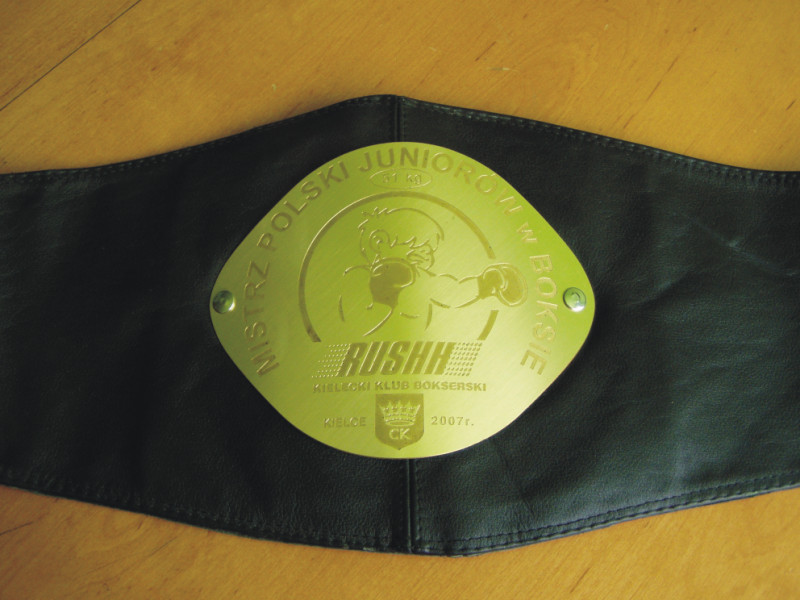 MISTRZ POLSKI JUNIORÓW w BOKSIE
RUSHH
KIELECKI KLUB BOKSERSKI
KIELCE 2007r.
CK